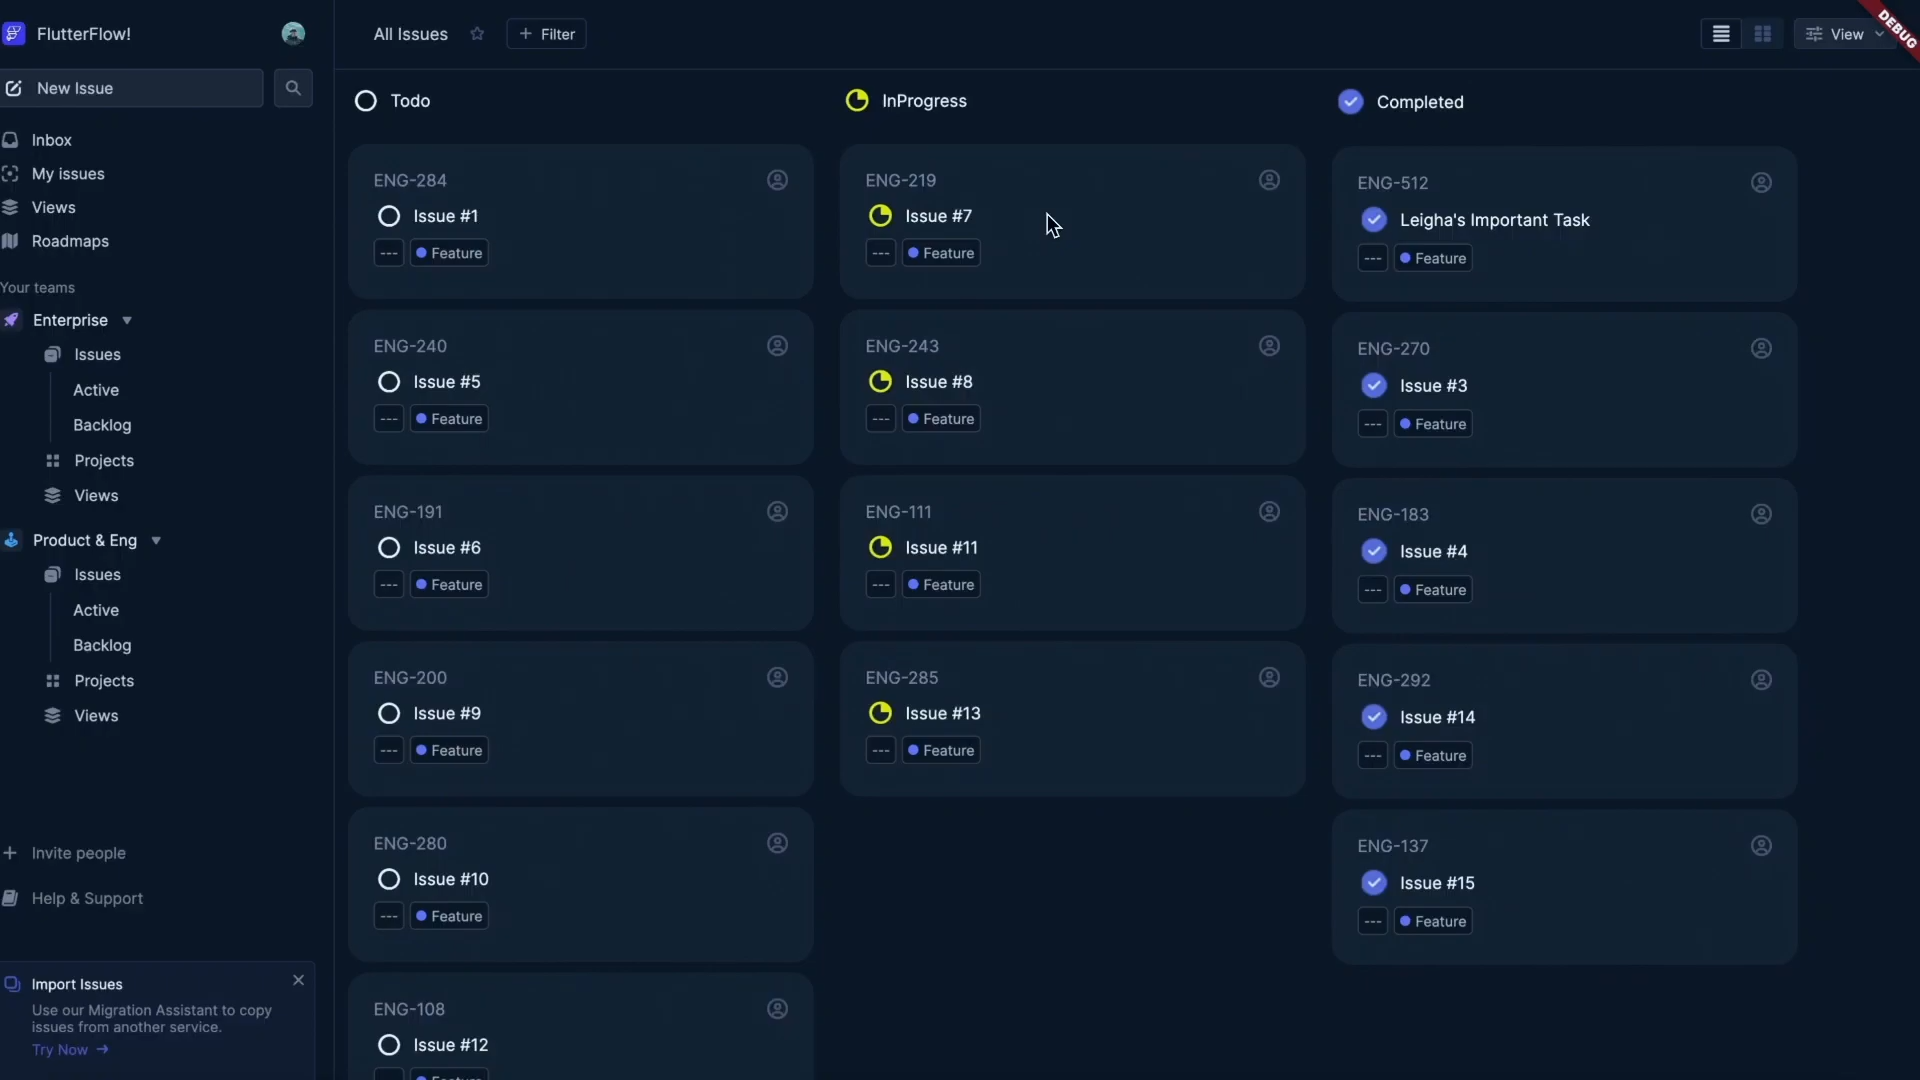 FlutterFlow!
New Issue
Inbox
My issues
Views
Roadmaps
Your teams
Enterprise
Issues
Active
Backlog
Projects
Views
Product & Eng
Issues
Active
Backlog
Projects
Views
Invite people
Help & Support
Import Issues
Use our Migration Assistant to copy
issues from another service.
Try Now →
All Issues
+ Filter
View
DEBUG
Todo
ENG-284
Issue #1
--- Feature
ENG-240
Issue #5
--- Feature
ENG-191
Issue #6
--- Feature
ENG-200
Issue #9
--- Feature
ENG-280
Issue #10
--- Feature
ENG-108
Issue #12
Feature
InProgress
ENG-219
Issue #7
--- Feature
ENG-243
Issue #8
--- Feature
ENG-111
Issue #11
--- Feature
ENG-285
Issue #13
--- Feature
Completed
ENG-512
Leigha's Important Task
--- Feature
ENG-270
Issue #3
--- Feature
ENG-183
Issue #4
--- Feature
ENG-292
Issue #14
--- Feature
ENG-137
Issue #15
--- Feature